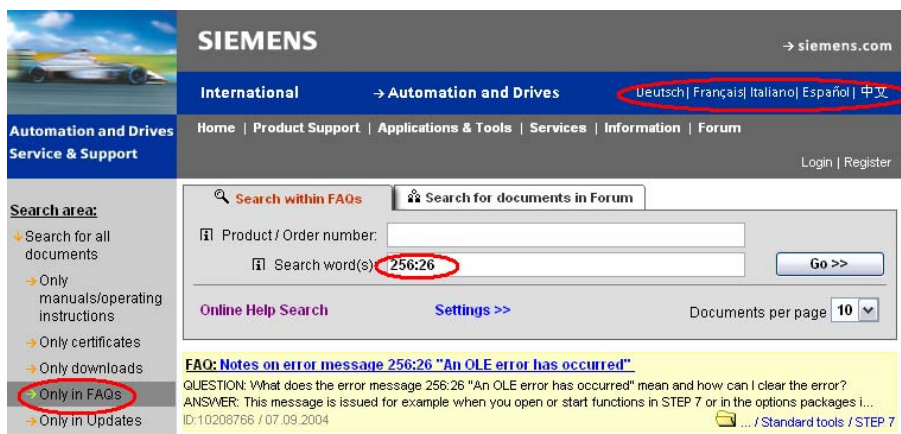 SIEMENS
→ siemens.com
International → Automation and Drives Deutsch| Français| Italiano| Español| 中文
Automation and Drives
Service & Support
Home | Product Support | Applications & Tools | Services | Information | Forum
Login | Register
Search area:
Search for all
documents
→ Only
manuals/operating
instructions
→ Only certificates
→ Only downloads
→ Only in FAQs
→ Only in Updates
Search within FAQs
Search for documents in Forum
Product / Order number:
Search word(s): 256:26
Go >>
Online Help Search Settings >> Documents per page 10
FAQ: Notes on error message 256:26 "An OLE error has occurred"
QUESTION: What does the error message 256:26 "An OLE error has occurred" mean and how can I clear the error?
ANSWER: This message is issued for example when you open or start functions in STEP 7 or in the options packages i...
ID:10208766 / 07.09.2004 ... / Standard tools / STEP 7